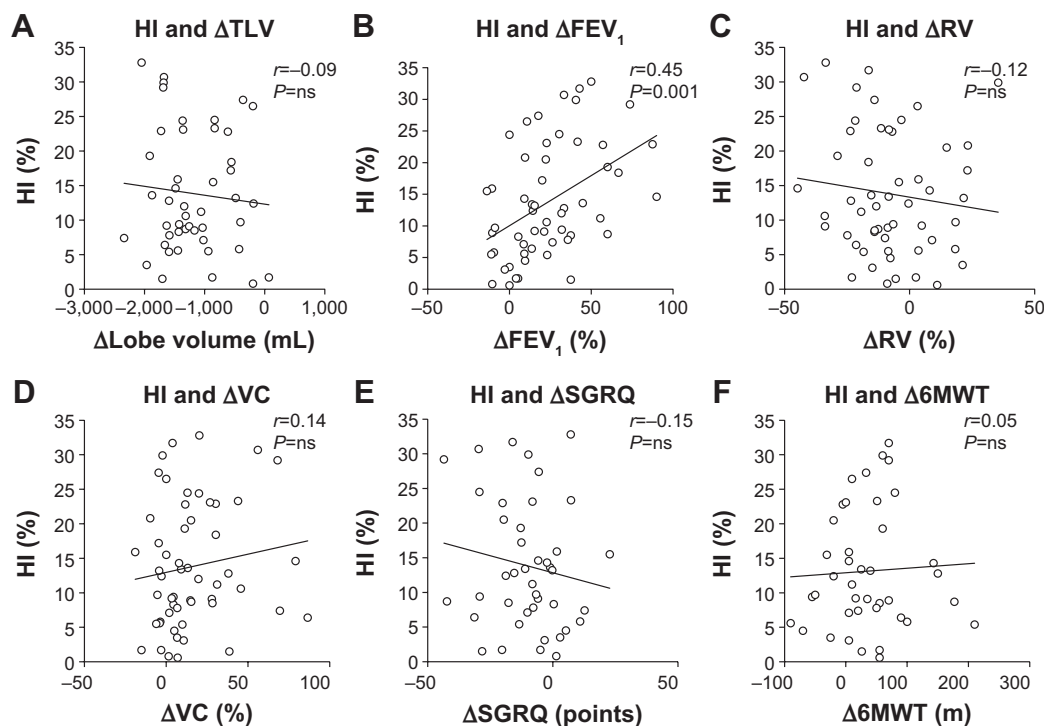 A
HI and ΔTLV
r=–0.09
P=ns
35
30
25
20
15
10
5
0
HI (%)
–3,000
–2,000
–1,000
0
1,000
ΔLobe volume (mL)
B
HI and ΔFEV₁
r=0.45
P=0.001
35
30
25
20
15
10
5
0
HI (%)
–50
0
50
100
ΔFEV₁ (%)
C
HI and ΔRV
r=–0.12
P=ns
35
30
25
20
15
10
5
0
HI (%)
–50
0
50
ΔRV (%)
D
HI and ΔVC
r=0.14
P=ns
35
30
25
20
15
10
5
0
HI (%)
–50
0
50
100
ΔVC (%)
E
HI and ΔSGRQ
r=–0.15
P=ns
35
30
25
20
15
10
5
0
HI (%)
–50
0
50
ΔSGRQ (points)
F
HI and Δ6MWT
r=0.05
P=ns
35
30
25
20
15
10
5
0
HI (%)
–100
0
100
200
300
Δ6MWT (m)